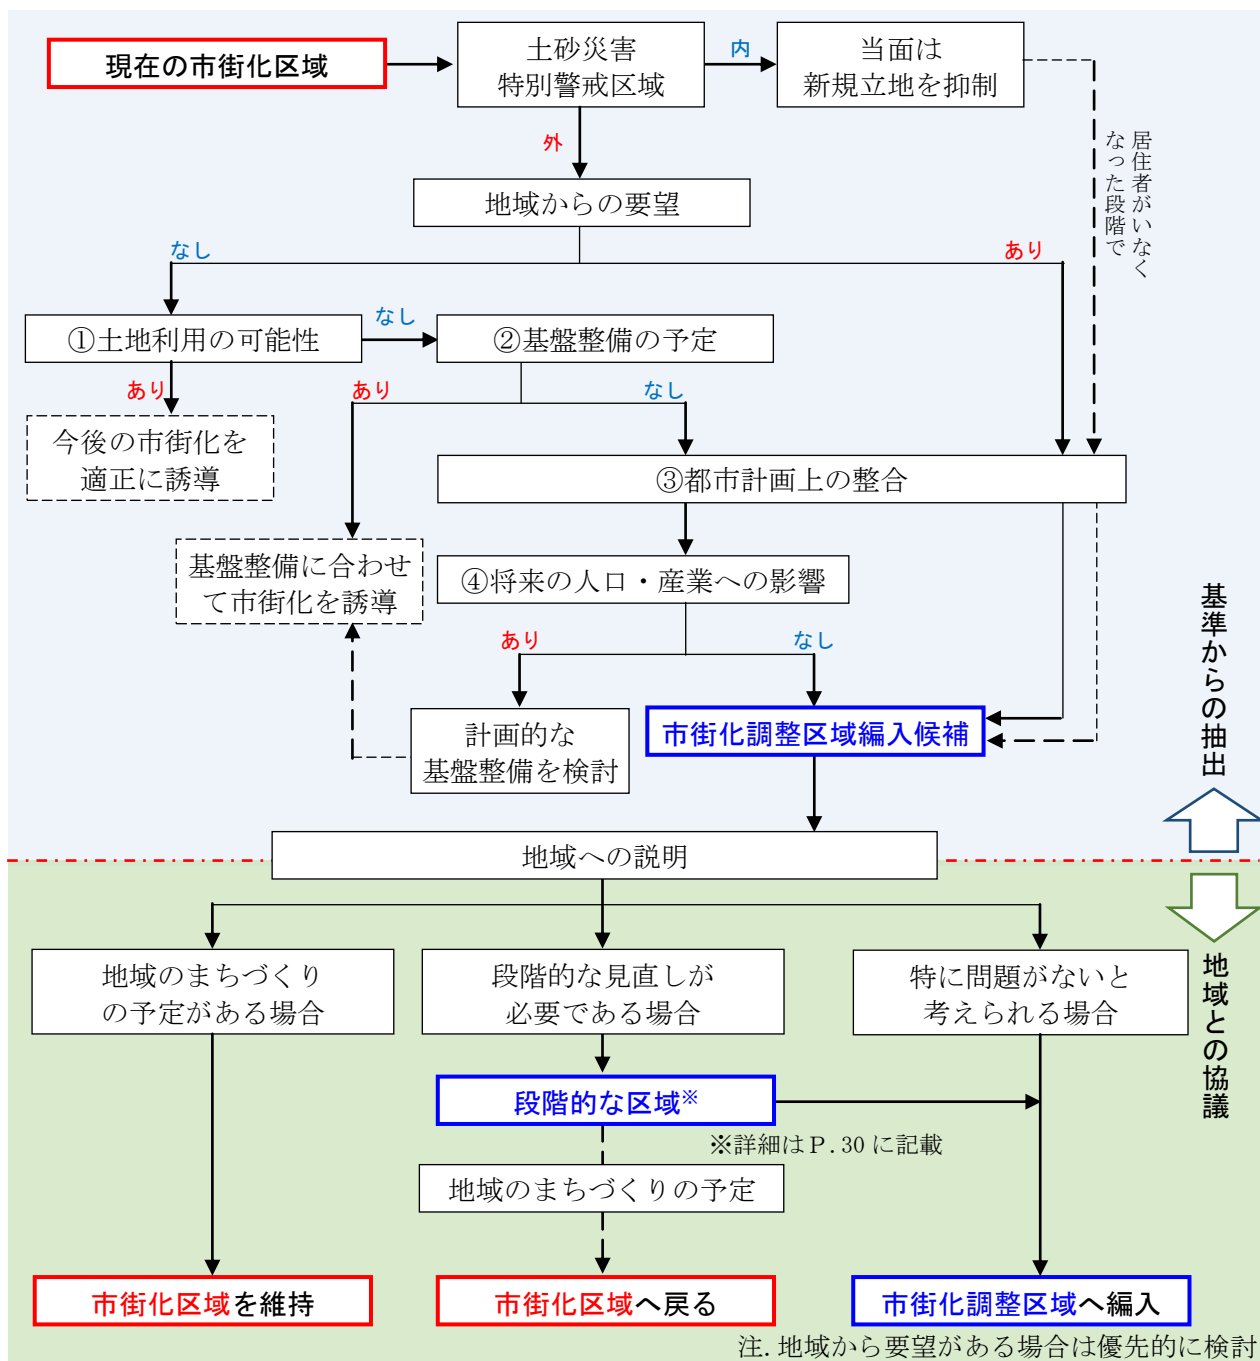 現在の市街化区域
土砂災害
特別警戒区域
内
当面は
新規立地を抑制
外
居住者がいなく
なった段階で
地域からの要望
なし
あり
①土地利用の可能性
なし
②基盤整備の予定
あり
あり
なし
今後の市街化を
適正に誘導
③都市計画上の整合
基盤整備に合わせ
て市街化を誘導
④将来の人口・産業への影響
あり
なし
計画的な
基盤整備を検討
市街化調整区域編入候補
基準からの抽出
地域への説明
地域との協議
地域のまちづくり
の予定がある場合
段階的な見直しが
必要である場合
特に問題がないと
考えられる場合
段階的な区域※
※詳細はP.30に記載
地域のまちづくりの予定
市街化区域を維持
市街化区域へ戻る
市街化調整区域へ編入
注.地域から要望がある場合は優先的に検討